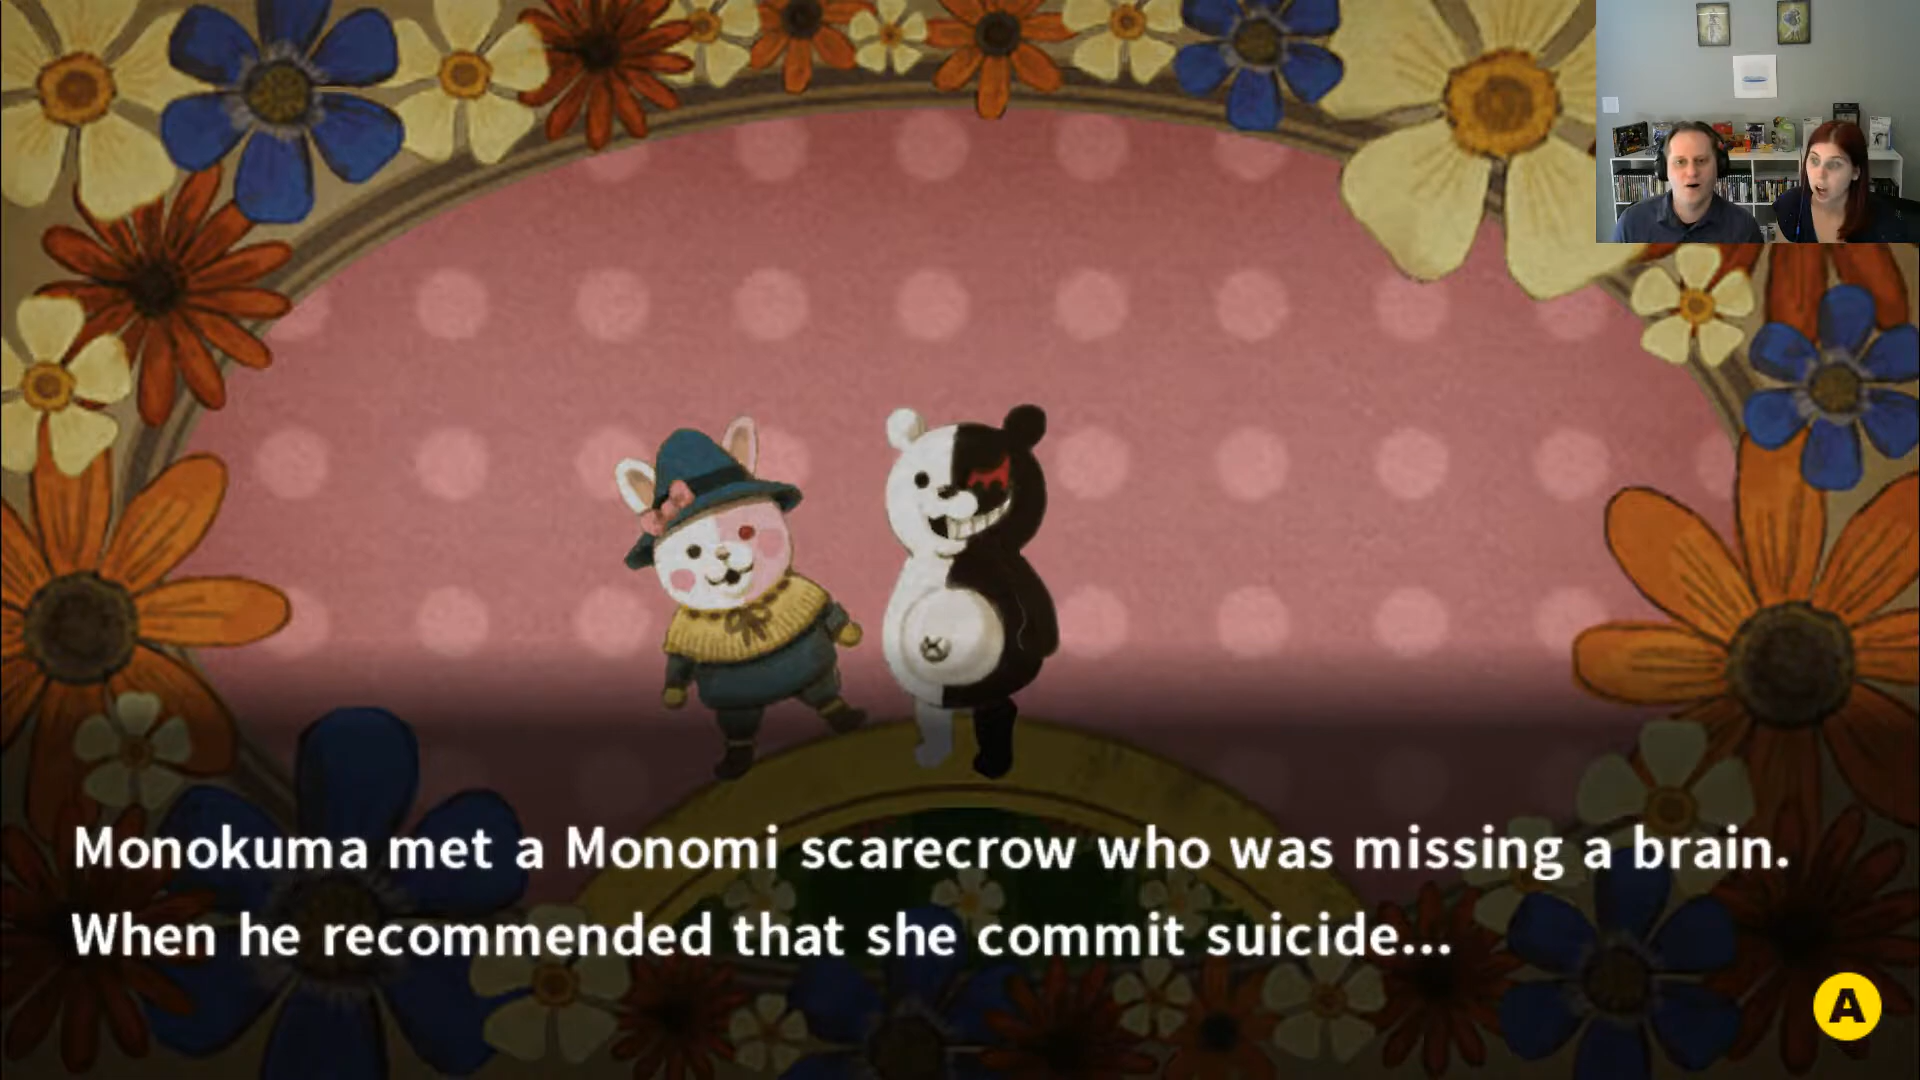 Monokuma met a Monomi scarecrow who was missing a brain.
When he recommended that she commit suicide...
A